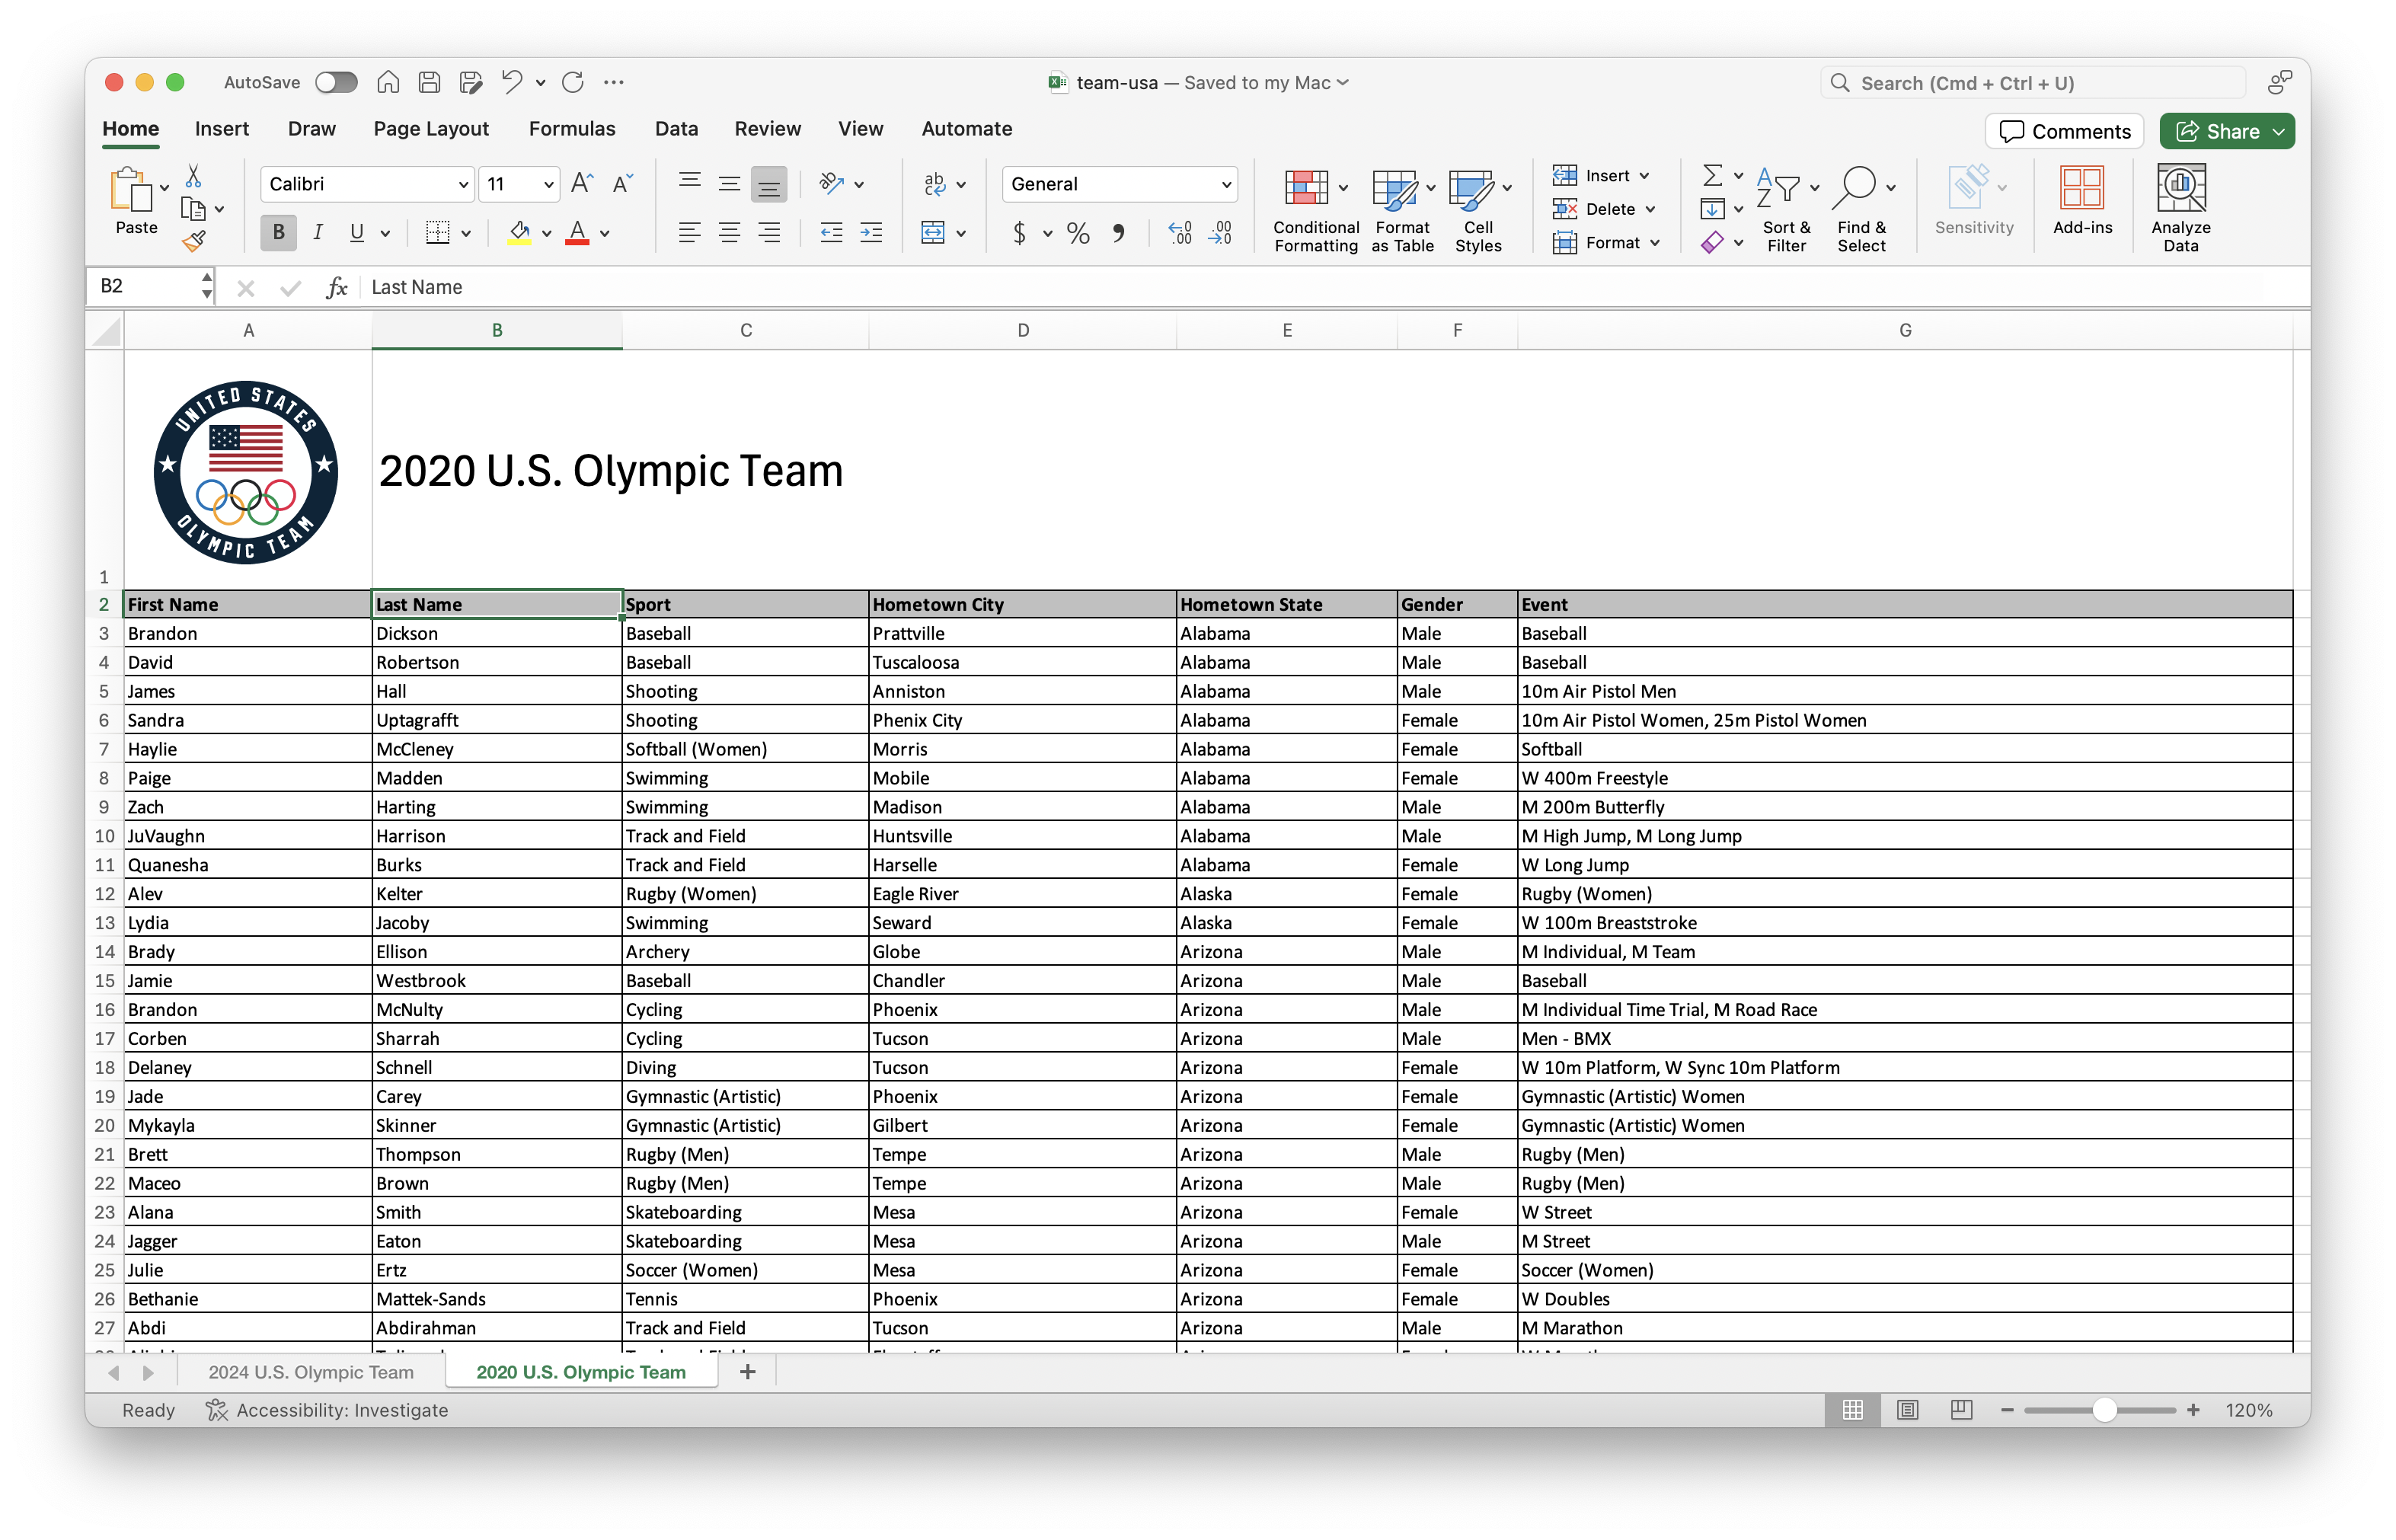 AutoSave team-usa — Saved to my Mac Search (Cmd + Ctrl + U)
Home Insert Draw Page Layout Formulas Data Review View Automate Comments Share
Paste Calibri 11 B I U A General $ % Conditional Formatting Format as Table Cell Styles Insert Delete Format Sort & Filter Find & Select Sensitivity Add-ins Analyze Data
B2 fx Last Name
A B C D E F G
UNITED STATES
OLYMPIC TEAM
1 2020 U.S. Olympic Team
2 First Name Last Name Sport Hometown City Hometown State Gender Event
3 Brandon Dickson Baseball Prattville Alabama Male Baseball
4 David Robertson Baseball Tuscaloosa Alabama Male Baseball
5 James Hall Shooting Anniston Alabama Male 10m Air Pistol Men
6 Sandra Uptagrafft Shooting Phenix City Alabama Female 10m Air Pistol Women, 25m Pistol Women
7 Haylie McCleney Softball (Women) Morris Alabama Female Softball
8 Paige Madden Swimming Mobile Alabama Female W 400m Freestyle
9 Zach Harting Swimming Madison Alabama Male M 200m Butterfly
10 JuVaughn Harrison Track and Field Huntsville Alabama Male M High Jump, M Long Jump
11 Quanesha Burks Track and Field Harselle Alabama Female W Long Jump
12 Alev Kelter Rugby (Women) Eagle River Alaska Female Rugby (Women)
13 Lydia Jacoby Swimming Seward Alaska Female W 100m Breaststroke
14 Brady Ellison Archery Globe Arizona Male M Individual, M Team
15 Jamie Westbrook Baseball Chandler Arizona Male Baseball
16 Brandon McNulty Cycling Phoenix Arizona Male M Individual Time Trial, M Road Race
17 Corben Sharrah Cycling Tucson Arizona Male Men - BMX
18 Delaney Schnell Diving Tucson Arizona Female W 10m Platform, W Sync 10m Platform
19 Jade Carey Gymnastic (Artistic) Phoenix Arizona Female Gymnastic (Artistic) Women
20 Mykayla Skinner Gymnastic (Artistic) Gilbert Arizona Female Gymnastic (Artistic) Women
21 Brett Thompson Rugby (Men) Tempe Arizona Male Rugby (Men)
22 Maceo Brown Rugby (Men) Tempe Arizona Male Rugby (Men)
23 Alana Smith Skateboarding Mesa Arizona Female W Street
24 Jagger Eaton Skateboarding Mesa Arizona Male M Street
25 Julie Ertz Soccer (Women) Mesa Arizona Female Soccer (Women)
26 Bethanie Mattek-Sands Tennis Phoenix Arizona Female W Doubles
27 Abdi Abdirahman Track and Field Tucson Arizona Male M Marathon
2024 U.S. Olympic Team 2020 U.S. Olympic Team +
Ready Accessibility: Investigate 120%